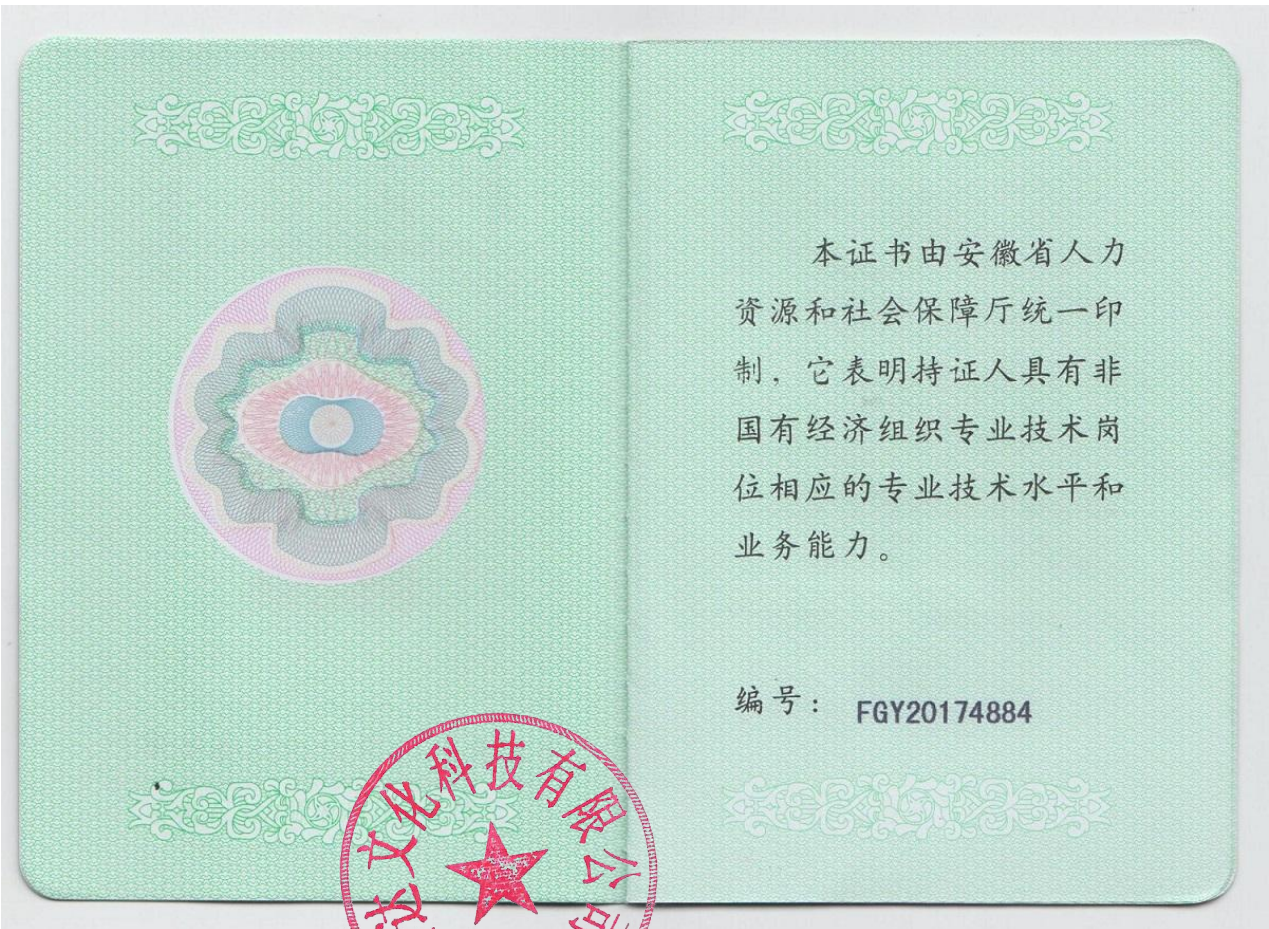 本证书由安徽省人力
资源和社会保障厅统一印
制，它表明持证人具有非
国有经济组织专业技术岗
位相应的专业技术水平和
业务能力。
编号： FGY20174884
达文化科技有限公司